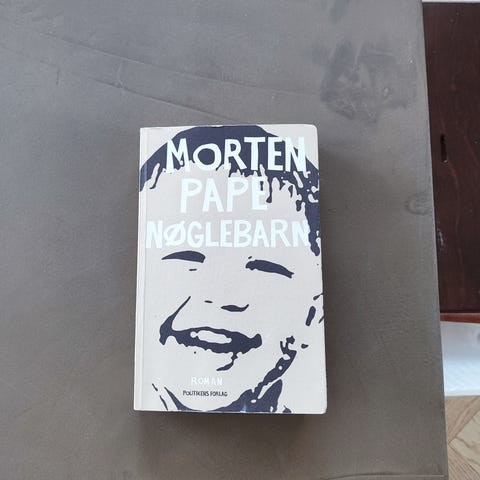 MORTEN
PAPE
NØGLEBARN
ROMAN
POLITIKENS FORLAG